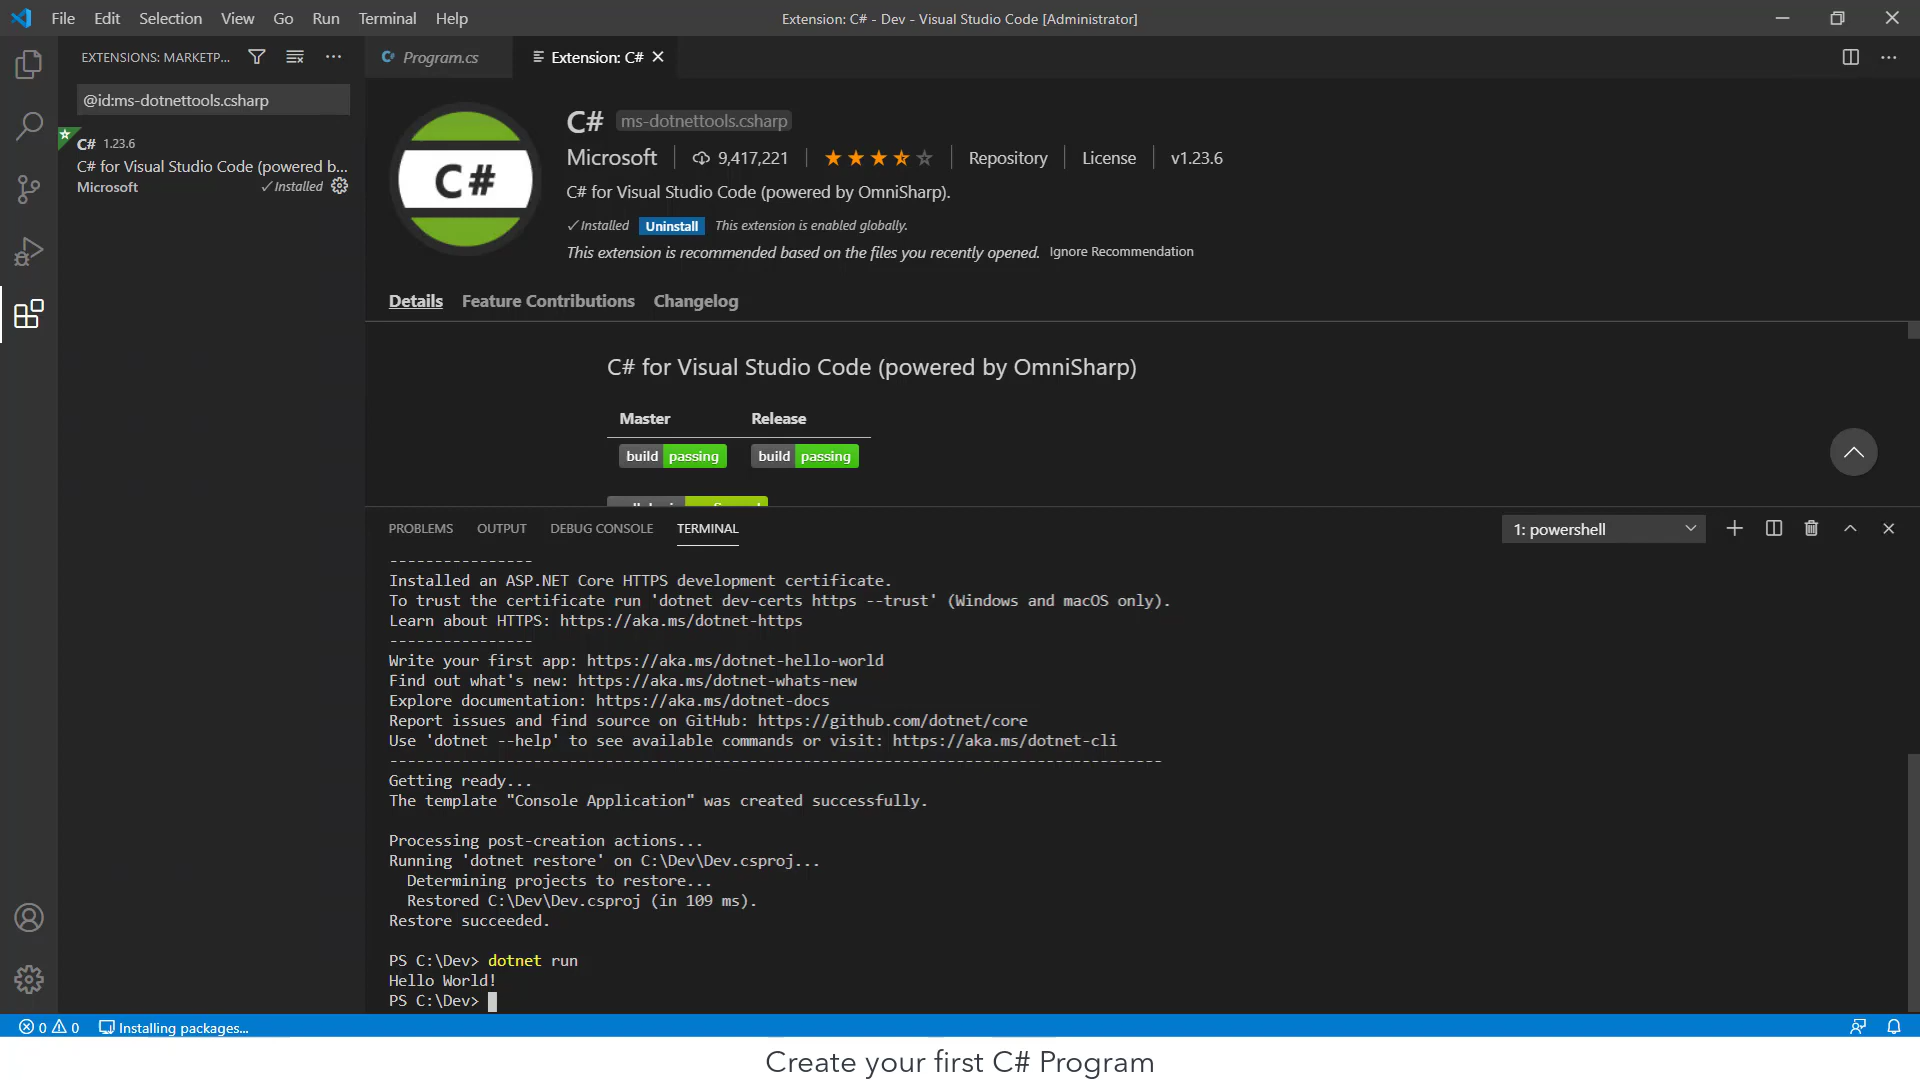 File Edit Selection View Go Run Terminal Help
Extension: C# - Dev - Visual Studio Code [Administrator]
EXTENSIONS: MARKETP...
Program.cs
Extension: C#
@id:ms-dotnettools.csharp
C# 1.23.6
C# for Visual Studio Code (powered b...
Microsoft
✓Installed
C#
C# ms-dotnettools.csharp
Microsoft
9,417,221
Repository
License
v1.23.6
C# for Visual Studio Code (powered by OmniSharp).
✓Installed
Uninstall
This extension is enabled globally.
This extension is recommended based on the files you recently opened.
Ignore Recommendation
Details
Feature Contributions
Changelog
C# for Visual Studio Code (powered by OmniSharp)
Master Release
build passing build passing
PROBLEMS OUTPUT DEBUG CONSOLE TERMINAL
1: powershell
----------------
Installed an ASP.NET Core HTTPS development certificate.
To trust the certificate run 'dotnet dev-certs https --trust' (Windows and macOS only).
Learn about HTTPS: https://aka.ms/dotnet-https
----------------
Write your first app: https://aka.ms/dotnet-hello-world
Find out what's new: https://aka.ms/dotnet-whats-new
Explore documentation: https://aka.ms/dotnet-docs
Report issues and find source on GitHub: https://github.com/dotnet/core
Use 'dotnet --help' to see available commands or visit: https://aka.ms/dotnet-cli
--------------------------------------------------------------------------------------
Getting ready...
The template "Console Application" was created successfully.
Processing post-creation actions...
Running 'dotnet restore' on C:\Dev\Dev.csproj...
Determining projects to restore...
Restored C:\Dev\Dev.csproj (in 109 ms).
Restore succeeded.
PS C:\Dev> dotnet run
Hello World!
PS C:\Dev>
0 0 Installing packages...
Create your first C# Program